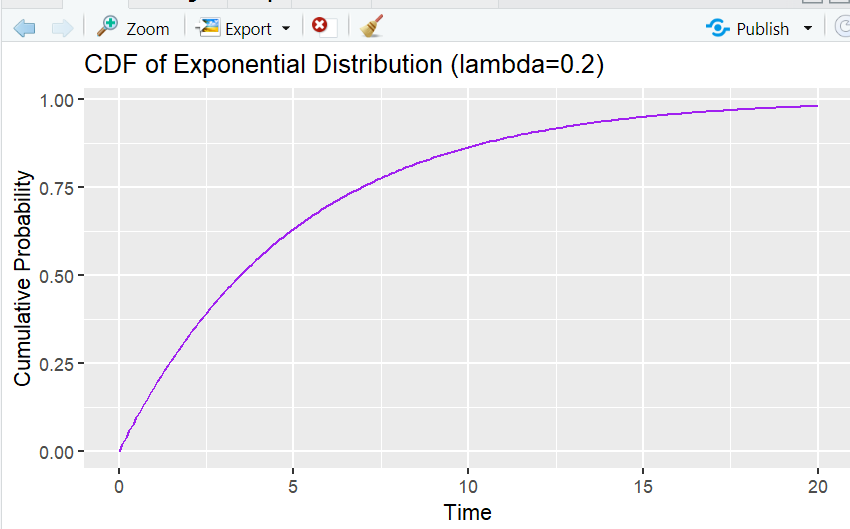 Zoom Export Publish
CDF of Exponential Distribution (lambda=0.2)
1.00
0.75
0.50
0.25
0.00
Cumulative Probability
0 5 10 15 20
Time